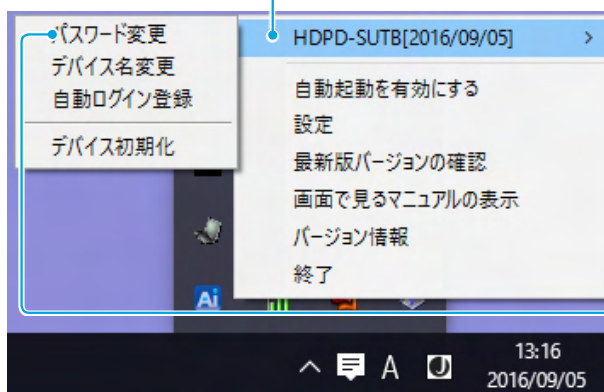 パスワード変更
デバイス名変更
自動ログイン登録
デバイス初期化
HDPD-SUTB[2016/09/05]
自動起動を有効にする
設定
最新版バージョンの確認
画面で見るマニュアルの表示
バージョン情報
終了
Ai
A
J
13:16
2016/09/05